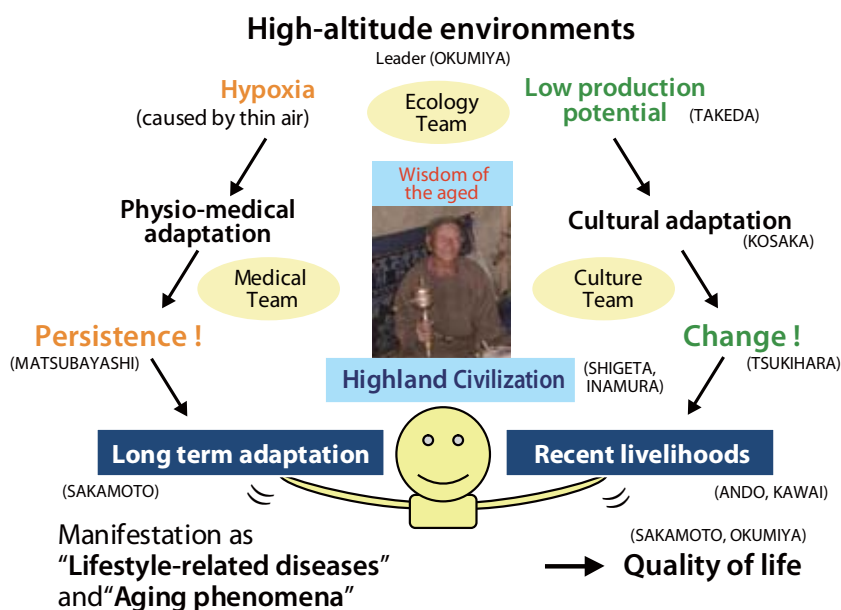 High-altitude environments
Leader (OKUMIYA)
Hypoxia
(caused by thin air)
Ecology
Team
Low production
potential (TAKEDA)
Wisdom of
the aged
Physio-medical
adaptation
Cultural adaptation
(KOSAKA)
Medical
Team
Culture
Team
Persistence !
(MATSUBAYASHI)
Change !
(TSUKIHARA)
Highland Civilization
(SHIGETA,
INAMURA)
Long term adaptation
Recent livelihoods
(SAKAMOTO)
(ANDO, KAWAI)
Manifestation as
“Lifestyle-related diseases”
and“Aging phenomena”
(SAKAMOTO, OKUMIYA)
Quality of life